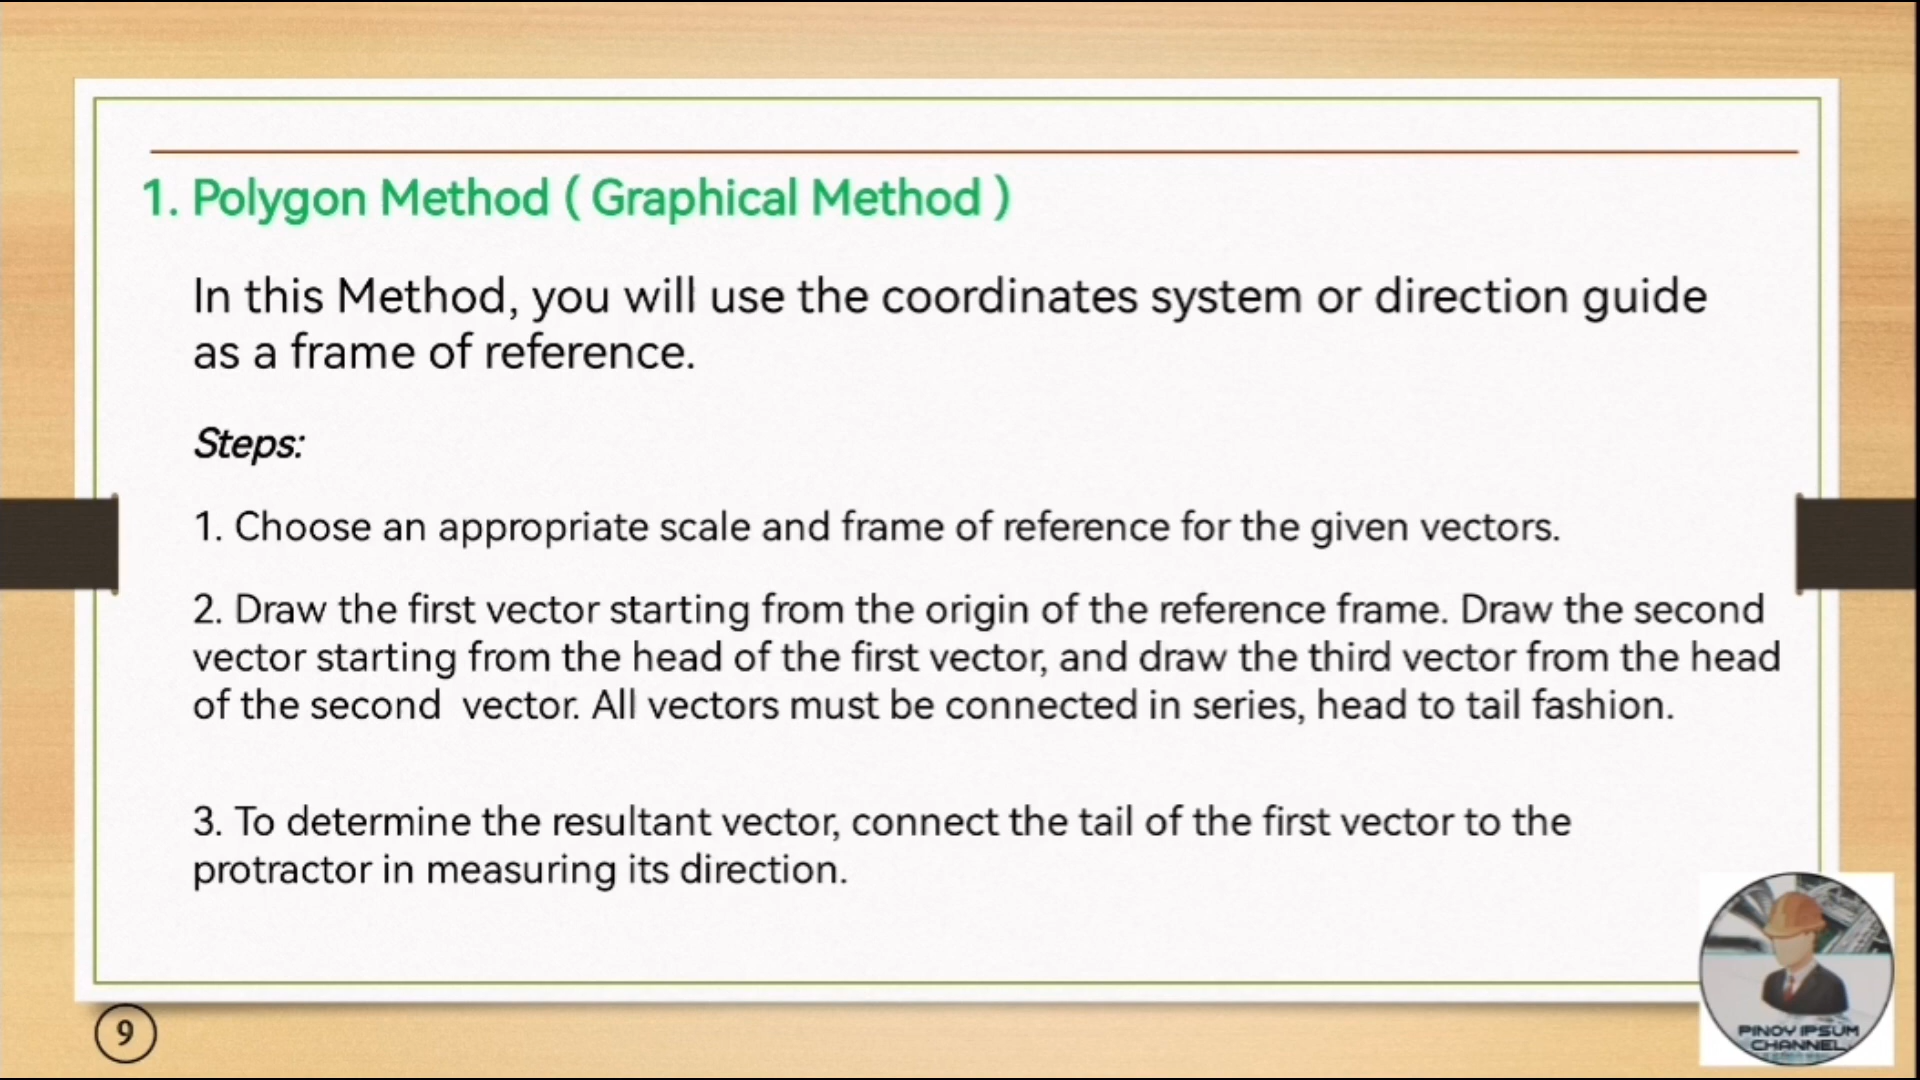 1. Polygon Method ( Graphical Method )
In this Method, you will use the coordinates system or direction guide
as a frame of reference.
Steps:
1. Choose an appropriate scale and frame of reference for the given vectors.
2. Draw the first vector starting from the origin of the reference frame. Draw the second
vector starting from the head of the first vector, and draw the third vector from the head
of the second  vector. All vectors must be connected in series, head to tail fashion.
3. To determine the resultant vector, connect the tail of the first vector to the
protractor in measuring its direction.
9
PINOY IPSUM
CHANNEL